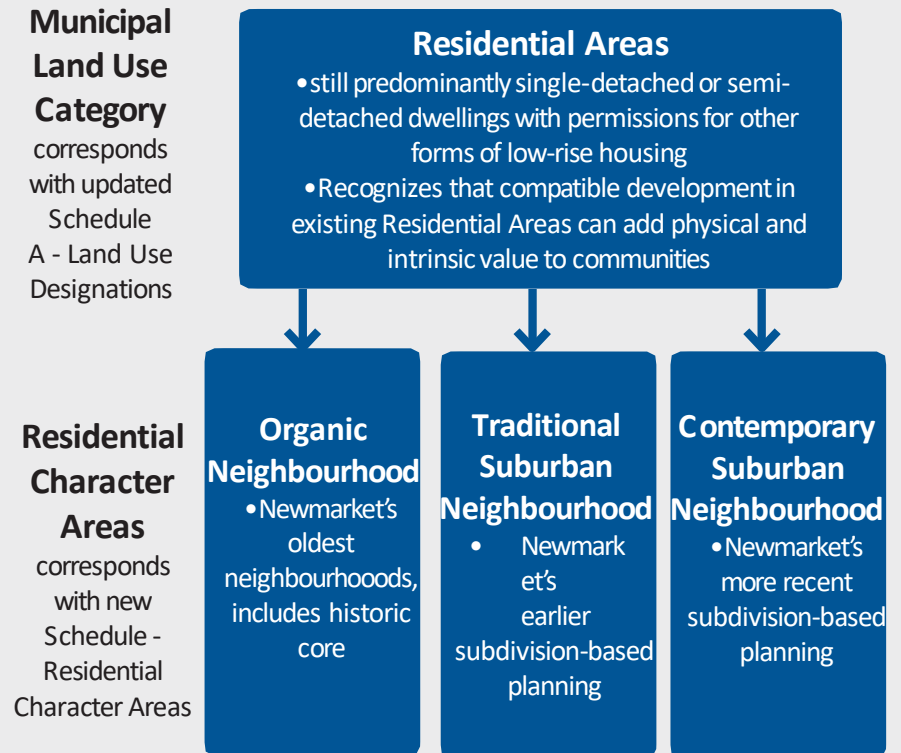 Municipal
Land Use
Category
corresponds
with updated
Schedule
A - Land Use
Designations
Residential Areas
•still predominantly single-detached or semi-
detached dwellings with permissions for other
forms of low-rise housing
•Recognizes that compatible development in
existing Residential Areas can add physical and
intrinsic value to communities
Residential
Character
Areas
corresponds
with new
Schedule -
Residential
Character Areas
Organic
Neighbourhood
•Newmarket's
oldest
neighbourhooods,
includes historic
core
Traditional
Suburban
Neighbourhood
• Newmark
et's
earlier
subdivision-based
planning
Contemporary
Suburban
Neighbourhood
•Newmarket's
more recent
subdivision-based
planning